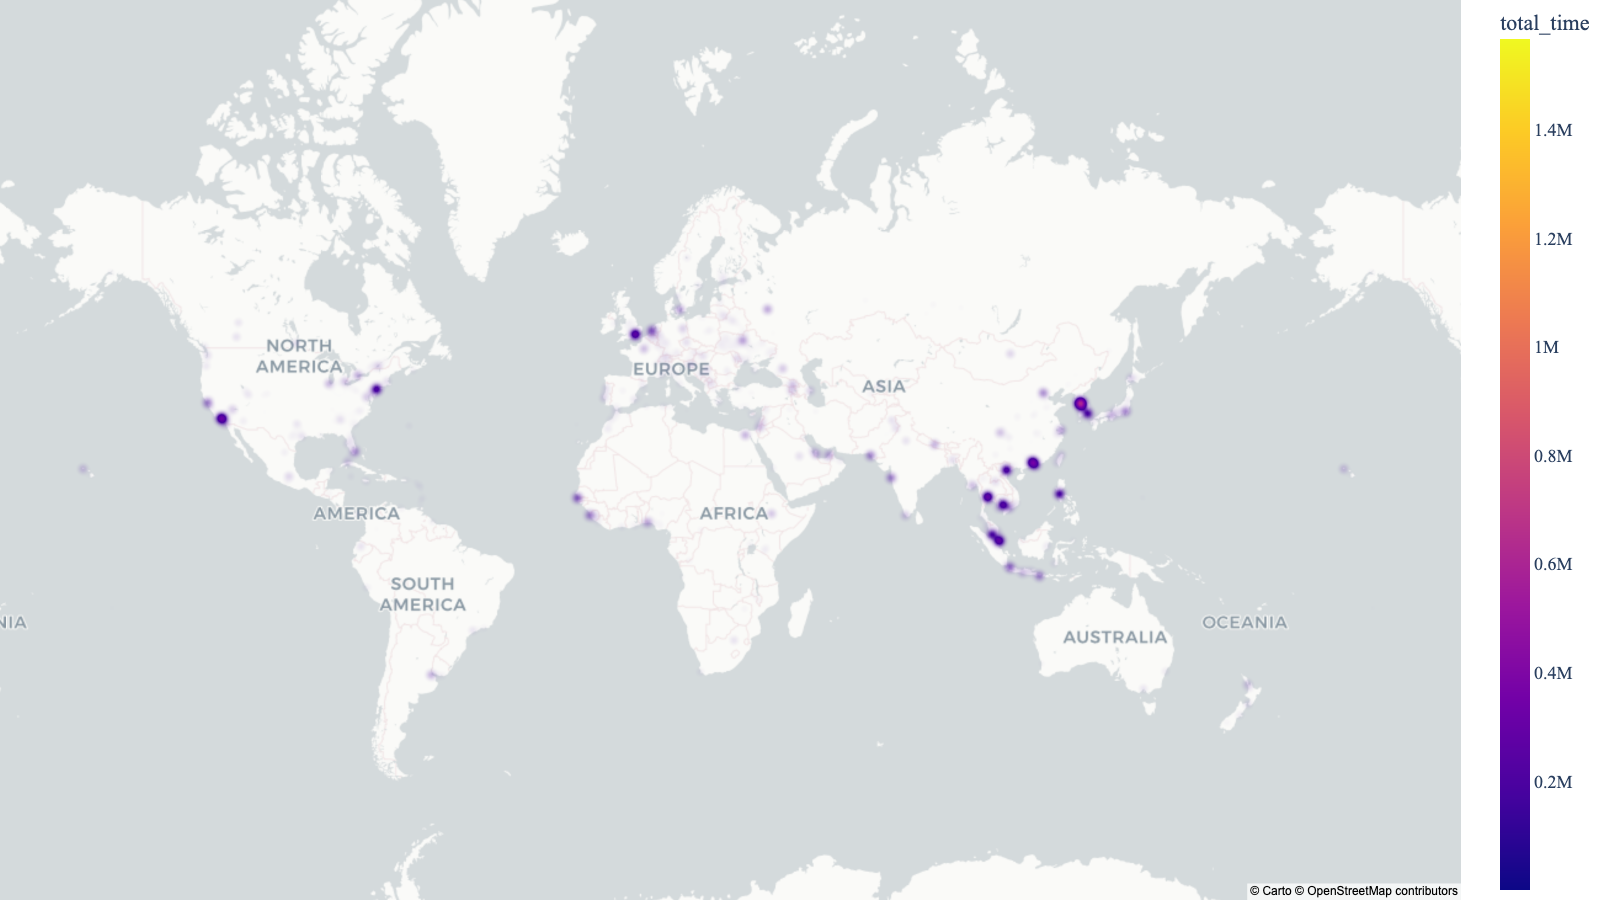 total_time
1.4M
1.2M
1M
0.8M
0.6M
0.4M
0.2M
NORTH
AMERICA
EUROPE
ASIA
AMERICA
AFRICA
SOUTH
AMERICA
NIA
AUSTRALIA
OCEANIA
© Carto © OpenStreetMap contributors